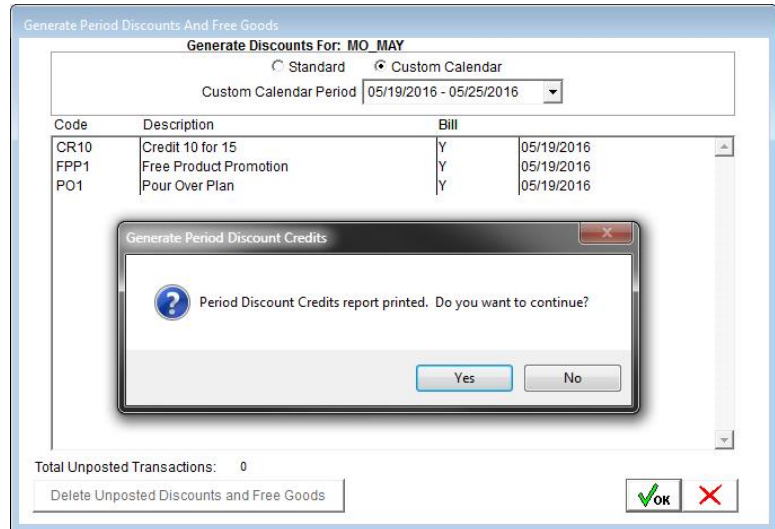 Generate Period Discounts And Free Goods
Generate Discounts For: MO_MAY
Standard Custom Calendar
Custom Calendar Period 05/19/2016 - 05/25/2016
Code Description Bill
CR10 Credit 10 for 15 Y 05/19/2016
FPP1 Free Product Promotion Y 05/19/2016
PO1 Pour Over Plan Y 05/19/2016
Generate Period Discount Credits
Period Discount Credits report printed. Do you want to continue?
Yes No
Total Unposted Transactions: 0
Delete Unposted Discounts and Free Goods OK